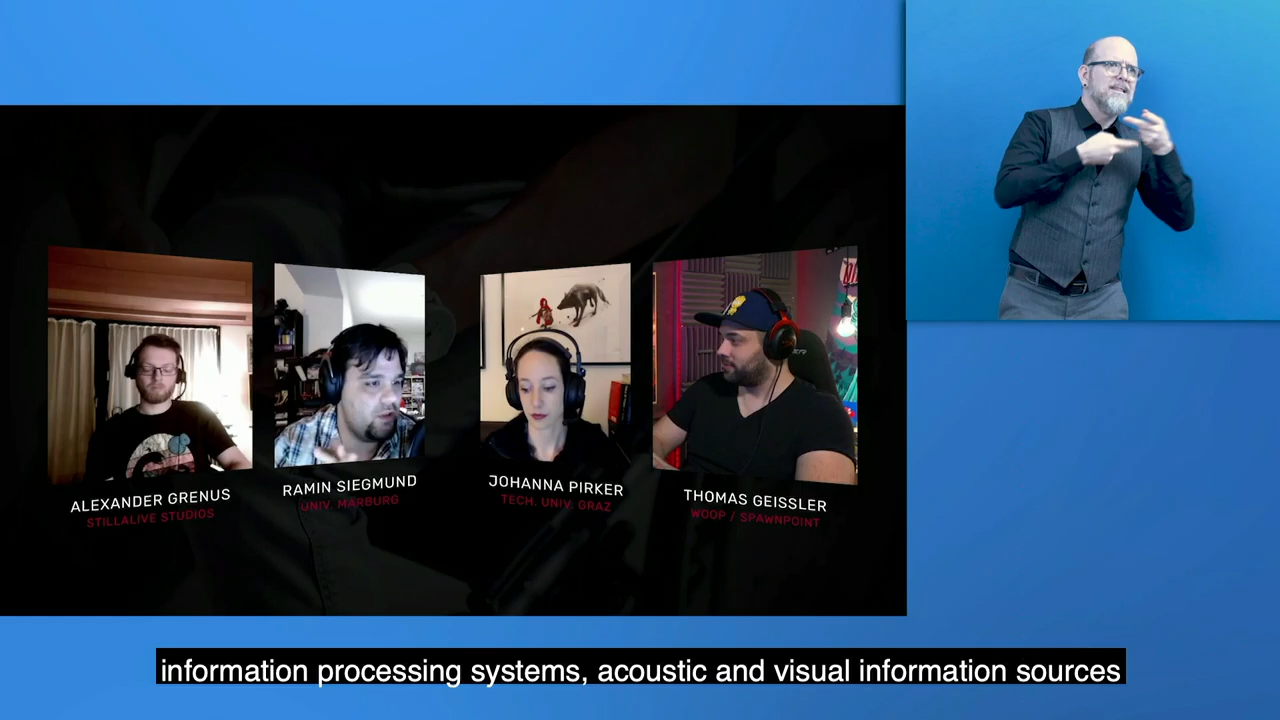 ALEXANDER GRENUS
STILLALIVE STUDIOS
RAMIN SIEGMUND
UNIV. MARBURG
JOHANNA PIRKER
TECH. UNIV. GRAZ
THOMAS GEISSLER
WOOP / SPAWNPOINT
information processing systems, acoustic and visual information sources